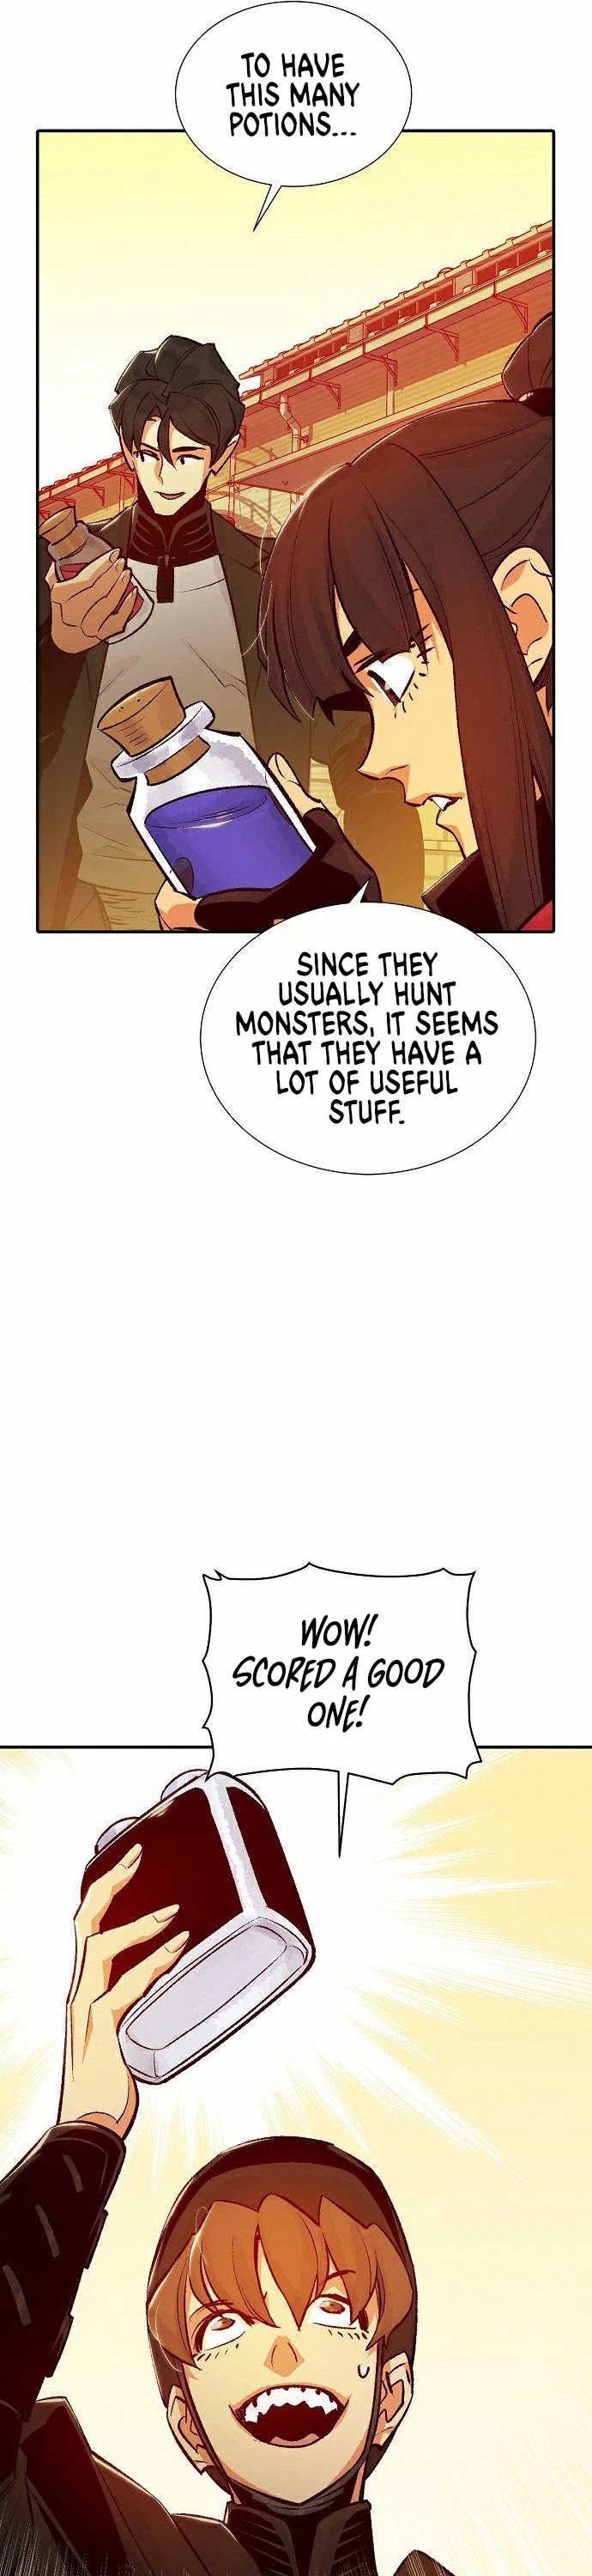 TO HAVE
THIS MANY
POTIONS...
SINCE THEY
USUALLY HUNT
MONSTERS, IT SEEMS
THAT THEY HAVE A
LOT OF USEFUL
STUFF.
WOW!
SCORED A GOOD
ONE!